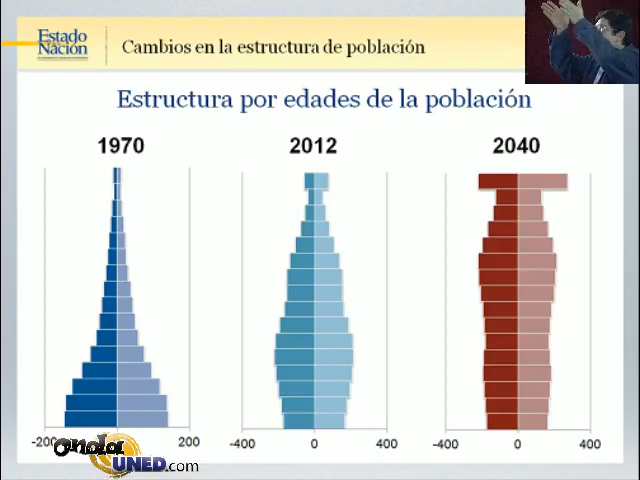 Estado
Nación
Cambios en la estructura de población
Estructura por edades de la población
1970 2012 2040
-200 200 -400 0 400 -400 0 400
onda
UNED.com